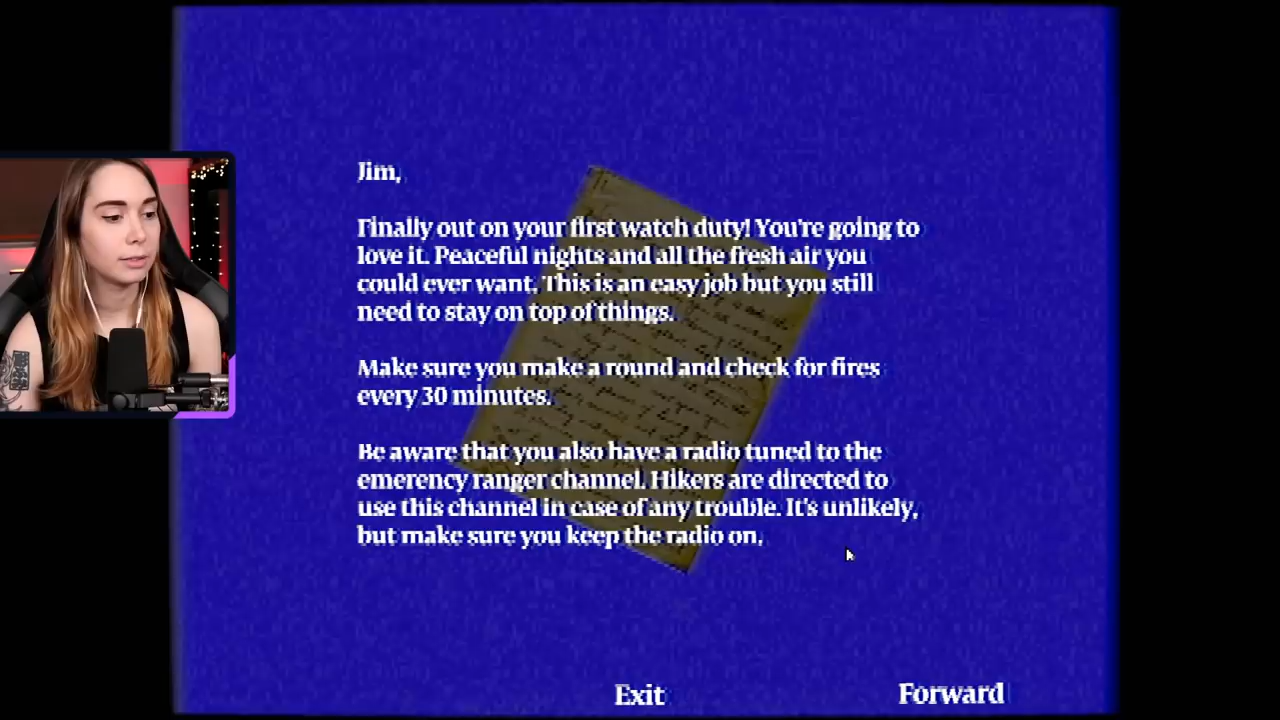 Jim,
Finally out on your first watch duty! You're going to
love it. Peaceful nights and all the fresh air you
could ever want. This is an easy job but you still
need to stay on top of things.
Make sure you make a round and check for fires
every 30 minutes.
Be aware that you also have a radio tuned to the
emerency ranger channel. Hikers are directed to
use this channel in case of any trouble. It's unlikely,
but make sure you keep the radio on.
Exit
Forward